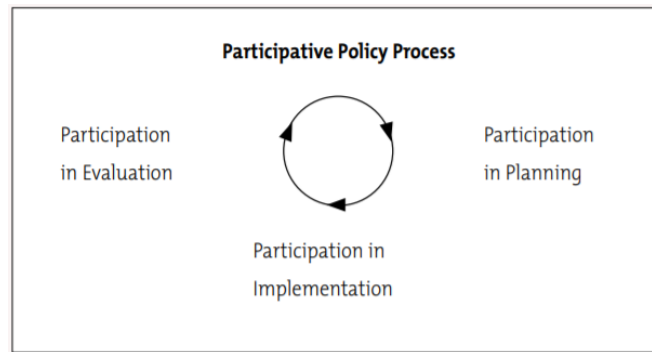 Participative Policy Process
Participation
in Evaluation
Participation
in Planning
Participation in
Implementation